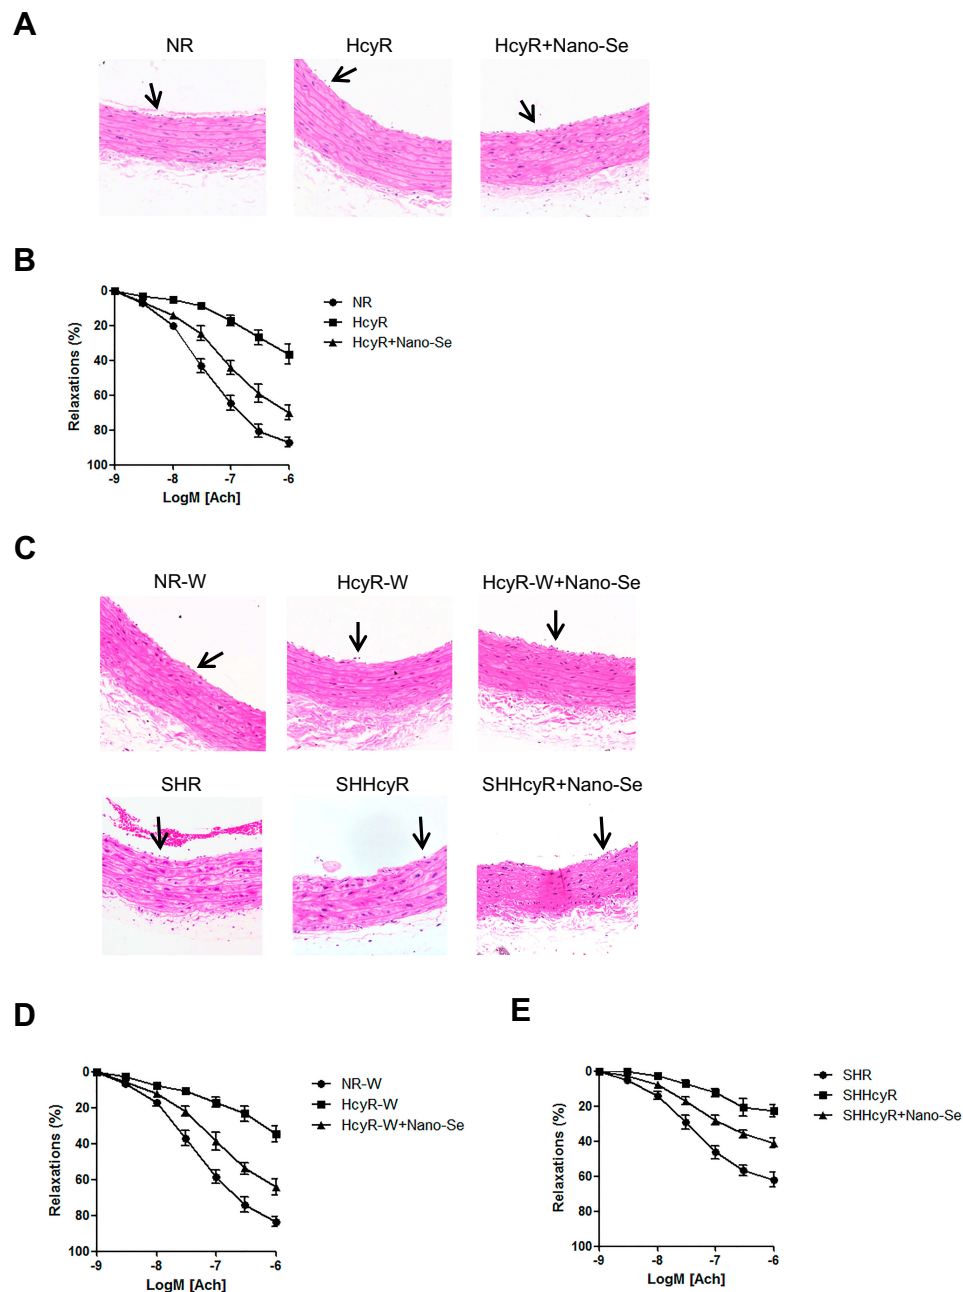 A
NR HcyR HcyR+Nano-Se
B
0
20
40
60
80
100
Relaxations (%)
-9 -8 -7 -6
LogM [Ach]
NR
HcyR
HcyR+Nano-Se
C
NR-W HcyR-W HcyR-W+Nano-Se
SHR SHHcyR SHHcyR+Nano-Se
D
0
20
40
60
80
100
Relaxations (%)
-9 -8 -7 -6
LogM [Ach]
NR-W
HcyR-W
HcyR-W+Nano-Se
E
0
20
40
60
80
100
Relaxations (%)
-9 -8 -7 -6
LogM [Ach]
SHR
SHHcyR
SHHcyR+Nano-Se